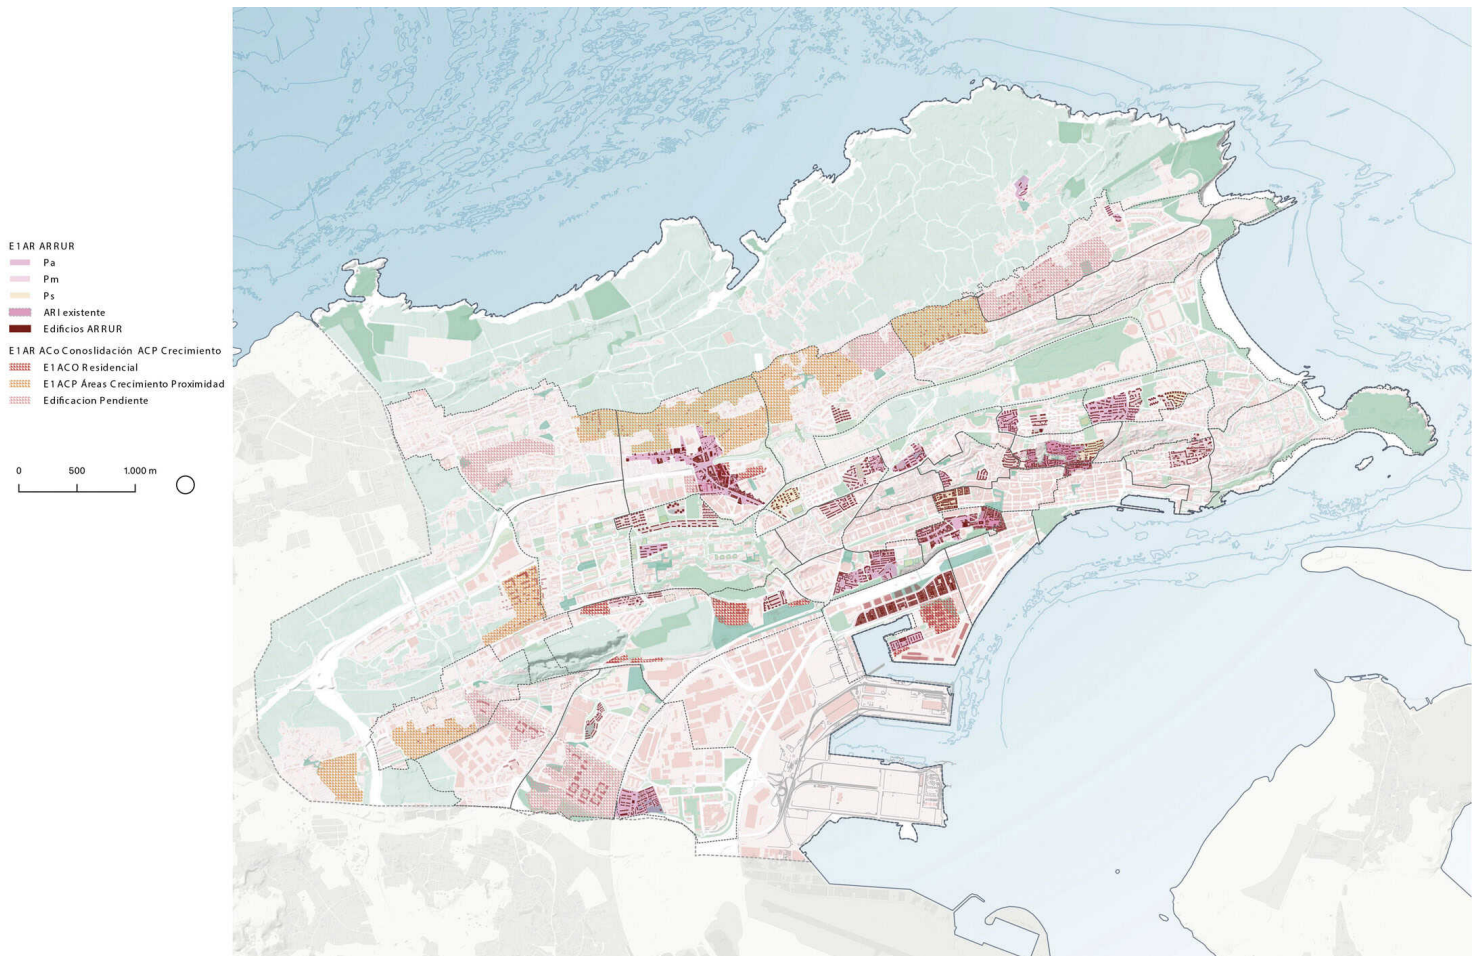 E1AR ARRUR
Pa
Pm
Ps
ARI existente
Edificios ARRUR
E1AR ACo Conoslidación ACP Crecimiento
E1ACO Residencial
E1ACP Áreas Crecimiento Proximidad
Edificacion Pendiente
0 500 1.000 m